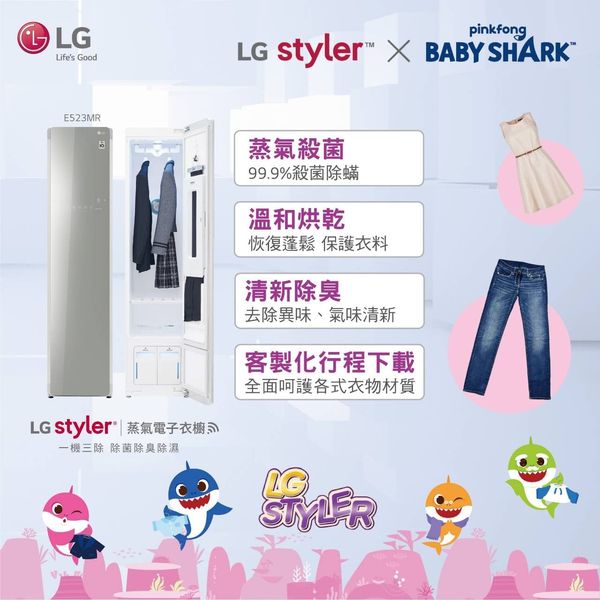 LG
Life's Good
LG styler™ × pinkfong BABY SHARK™
E523MR
蒸氣殺菌
99.9%殺菌除蟎
溫和烘乾
恢復蓬鬆 保護衣料
清新除臭
去除異味、氣味清新
客製化行程下載
全面呵護各式衣物材質
LG styler® 蒸氣電子衣櫥
一機三除 除菌除臭除濕
LG
STYLER